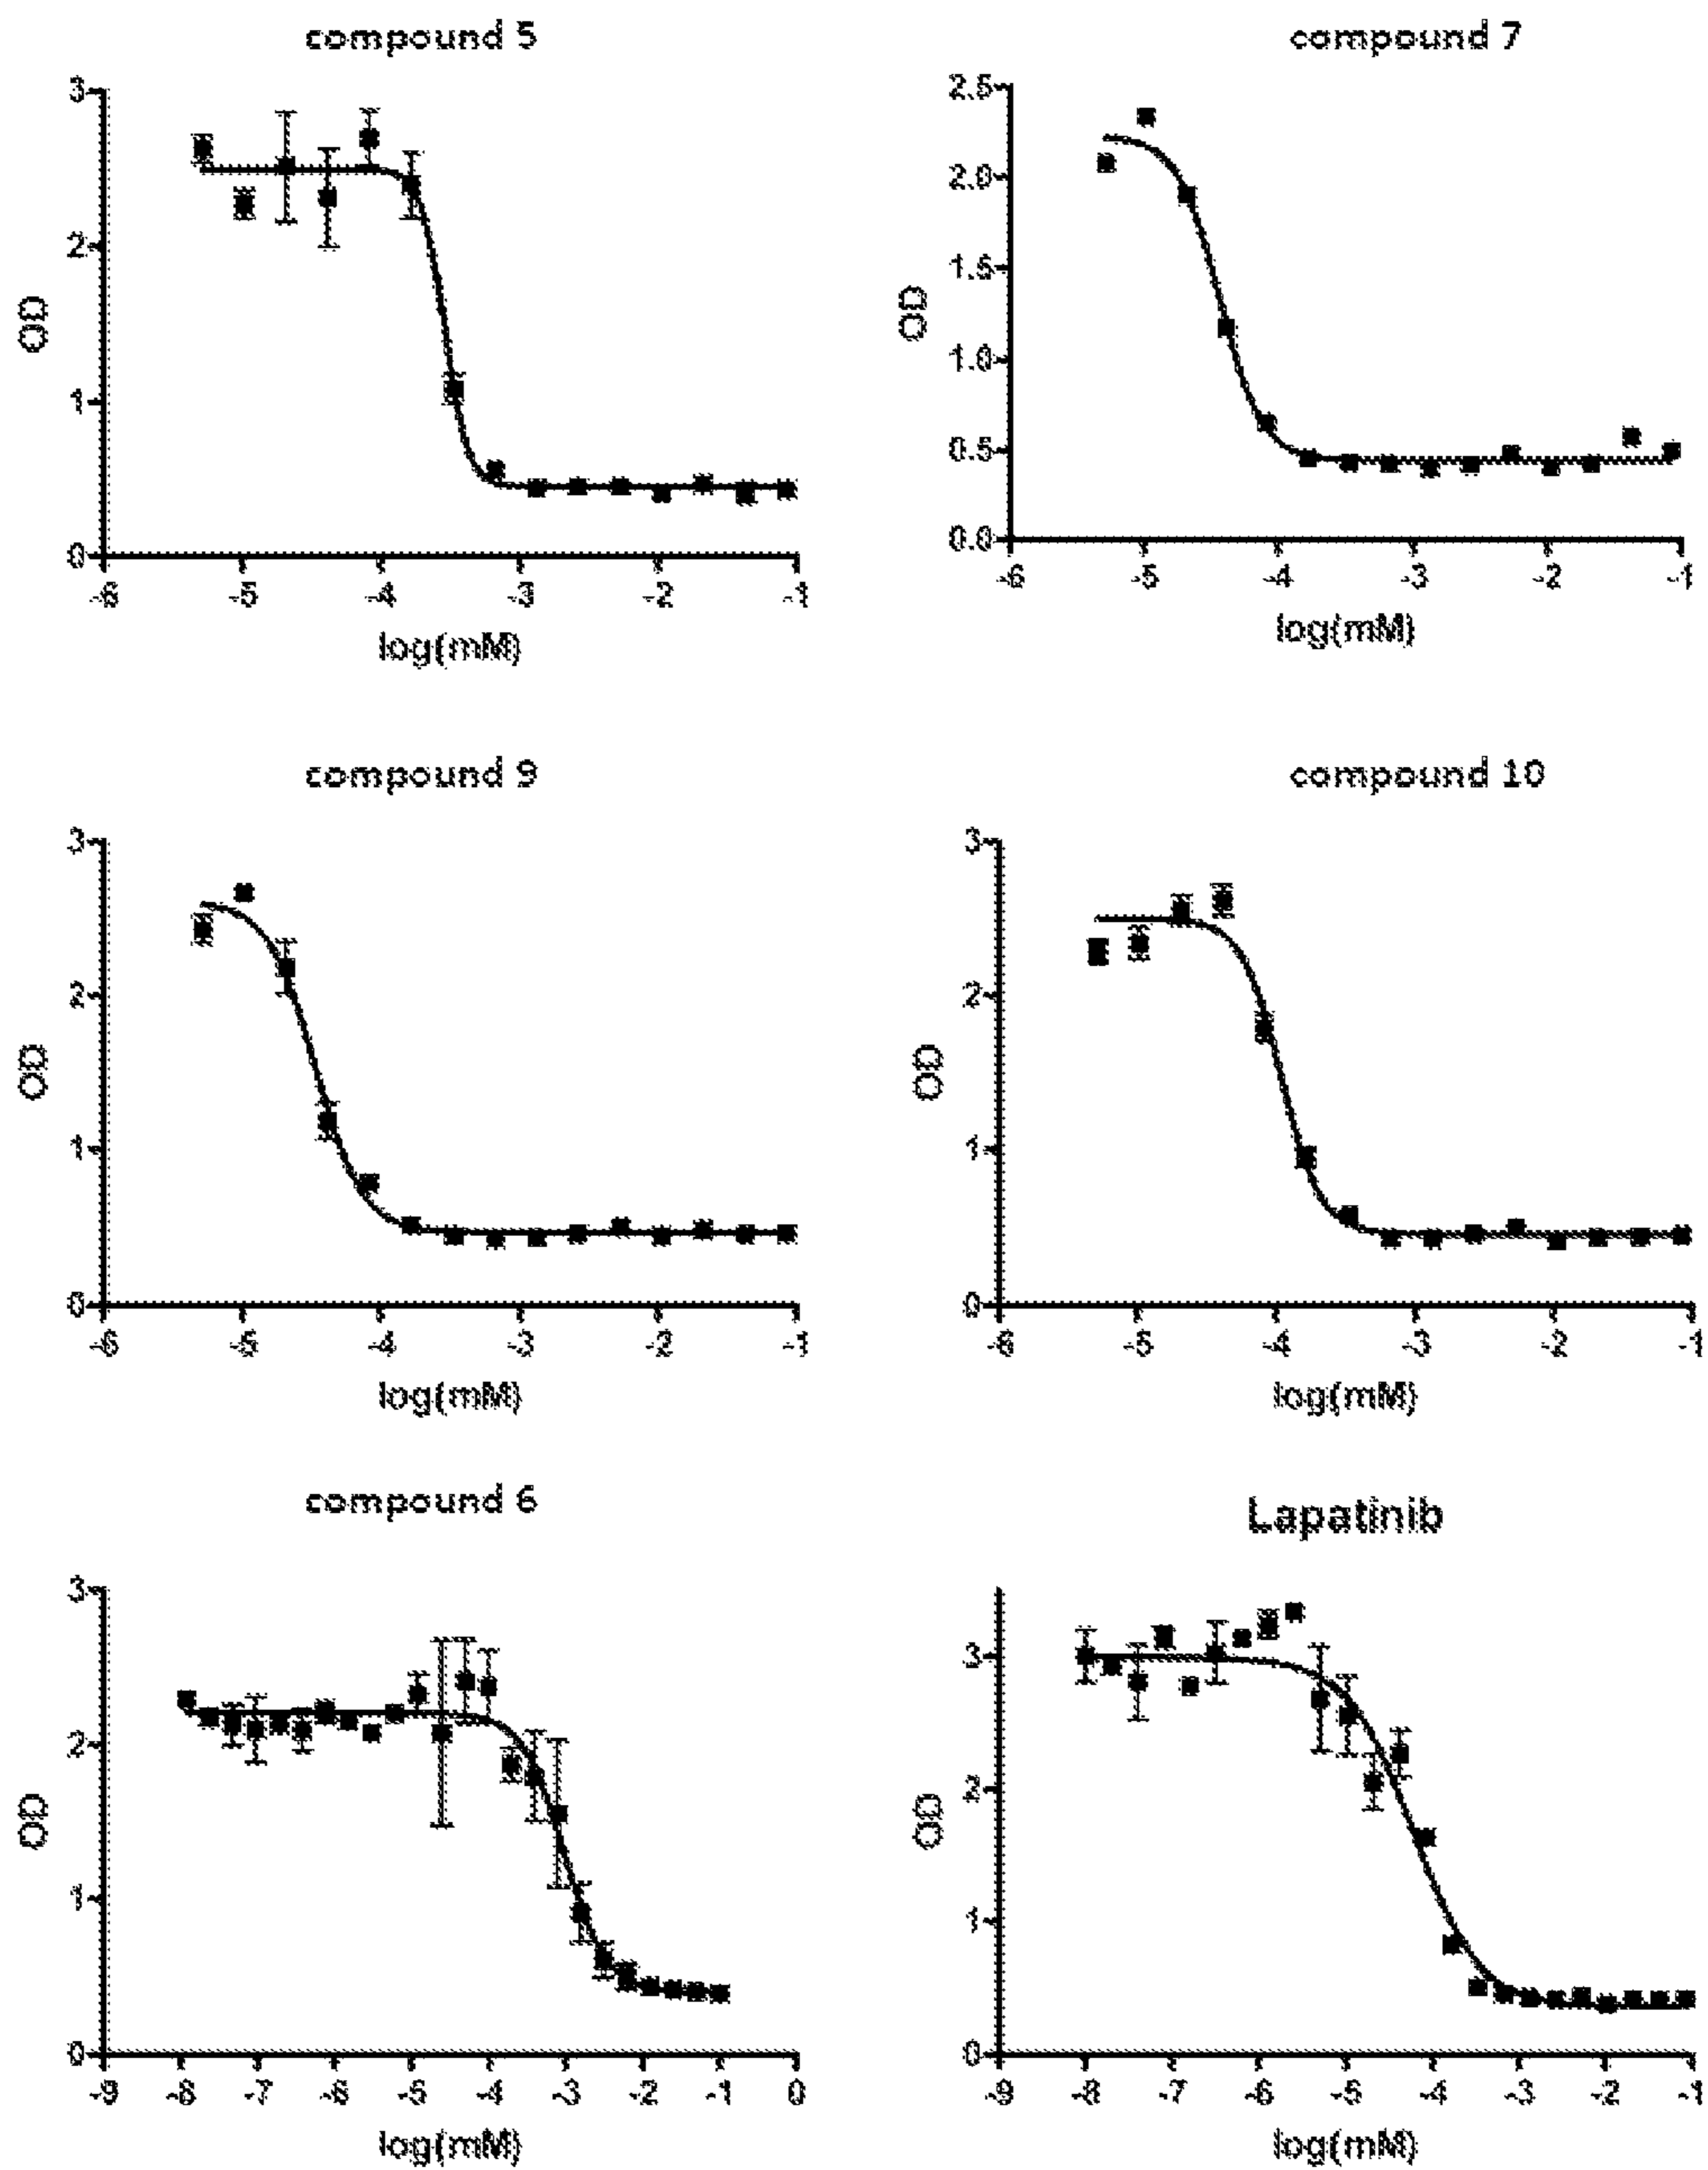 compound 5
compound 7
3
2
1
0
OD
-6 -5 -4 -3 -2 -1
log(mM)
2.5
2.0
1.5
1.0
0.5
0.0
OD
-6 -5 -4 -3 -2 -1
log(mM)
compound 9
compound 10
3
2
1
0
OD
-6 -5 -4 -3 -2 -1
log(mM)
3
2
1
0
OD
-6 -5 -4 -3 -2 -1
log(mM)
compound 6
Lapatinib
3
2
1
0
OD
-9 -8 -7 -6 -5 -4 -3 -2 -1 0
log(mM)
3
2
1
0
OD
-9 -8 -7 -6 -5 -4 -3 -2 -1
log(mM)